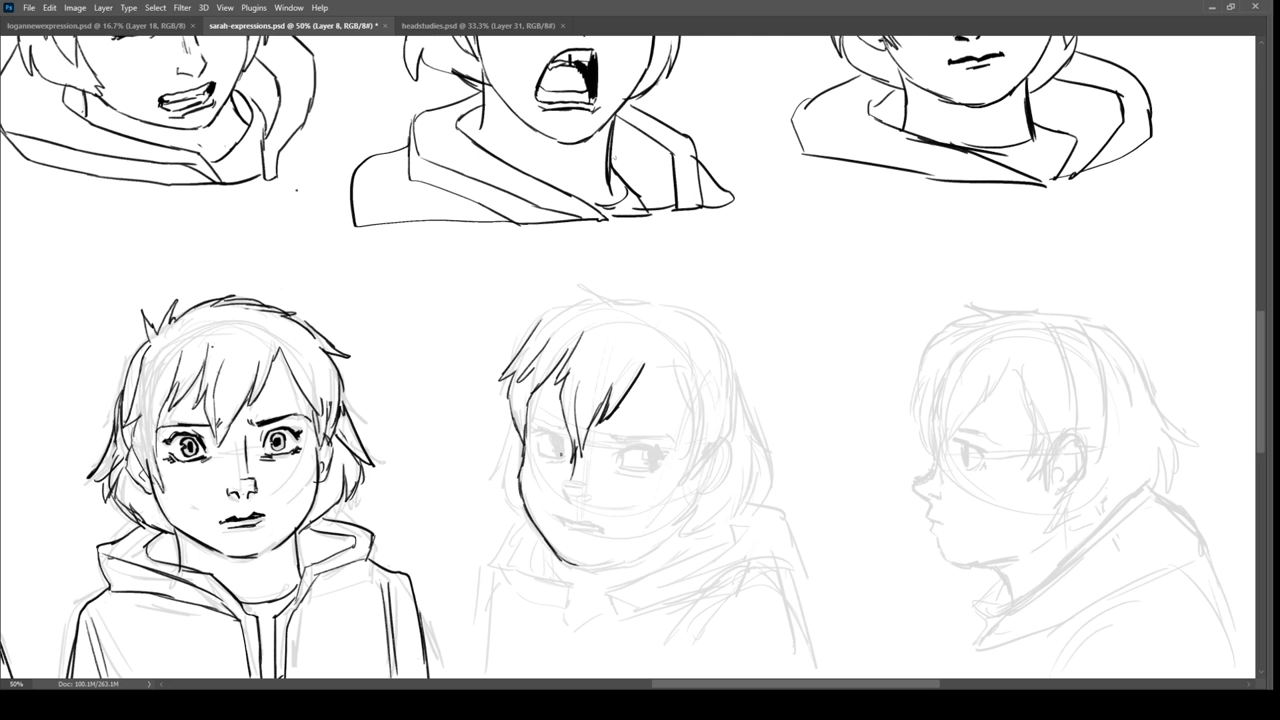 Ps File Edit Image Layer Type Select Filter 3D View Plugins Window Help
logannewexpression.psd @ 16.7% (Layer 18, RGB/8) × sarah-expressions.psd @ 50% (Layer 8, RGB/8#) * × headstudies.psd @ 33.3% (Layer 31, RGB/8#) ×
50% Doc: 100.1M/263.1M